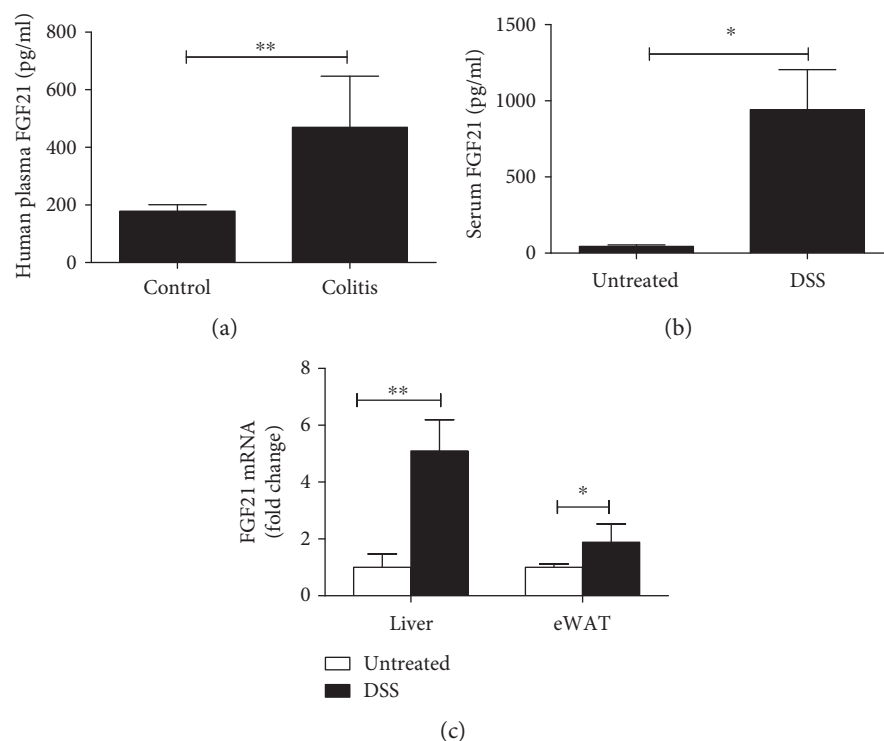 Human plasma FGF21 (pg/ml)
800
600
400
200
0
**
Control
Colitis
(a)
Serum FGF21 (pg/ml)
1500
1000
500
0
*
Untreated
DSS
(b)
FGF21 mRNA
(fold change)
8
6
4
2
0
**
*
Liver
eWAT
Untreated
DSS
(c)